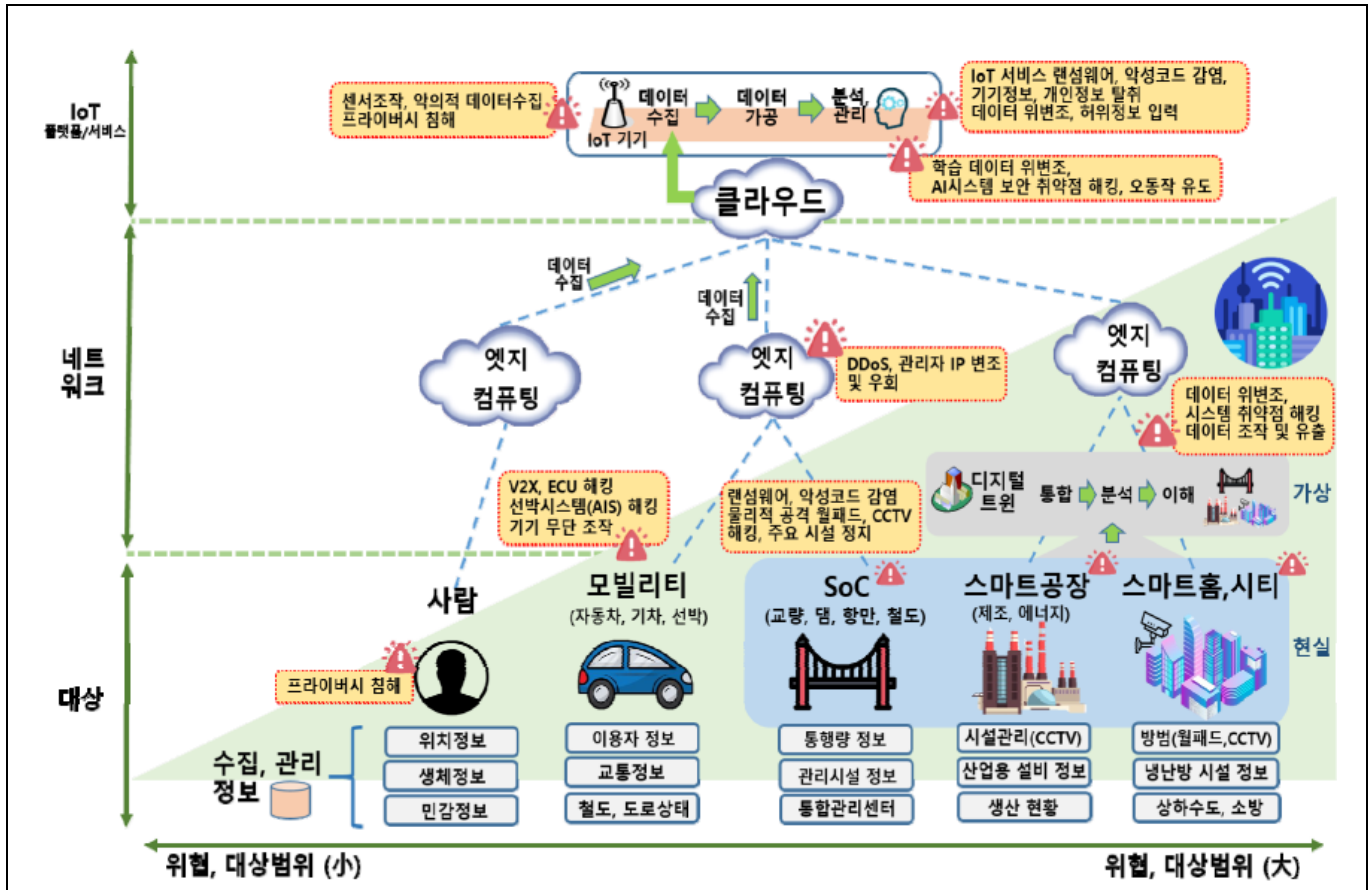 IoT
플랫폼/서비스
센서조작, 악의적 데이터수집
프라이버시 침해
IoT 기기
데이터
수집
데이터
가공
분석,
관리
IoT 서비스 랜섬웨어, 악성코드 감염,
기기정보, 개인정보 탈취
데이터 위변조, 허위정보 입력
학습 데이터 위변조,
AI시스템 보안 취약점 해킹, 오동작 유도
클라우드
네트
워크
데이터
수집
데이터
수집
엣지
컴퓨팅
엣지
컴퓨팅
DDoS, 관리자 IP 변조
및 우회
엣지
컴퓨팅
데이터 위변조,
시스템 취약점 해킹
데이터 조작 및 유출
V2X, ECU 해킹
선박시스템(AIS) 해킹
기기 무단 조작
랜섬웨어, 악성코드 감염
물리적 공격 월패드, CCTV
해킹, 주요 시설 정지
디지털
트윈
통합
분석
이해
가상
대상
사람
모빌리티
(자동차, 기차, 선박)
SoC
(교량, 댐, 항만, 철도)
스마트공장
(제조, 에너지)
스마트홈,시티
현실
프라이버시 침해
수집, 관리
정보
위치정보
생체정보
민감정보
이용자 정보
교통정보
철도, 도로상태
통행량 정보
관리시설 정보
통합관리센터
시설관리(CCTV)
산업용 설비 정보
생산 현황
방범(월패드,CCTV)
냉난방 시설 정보
상하수도, 소방
위협, 대상범위 (小)
위협, 대상범위 (大)